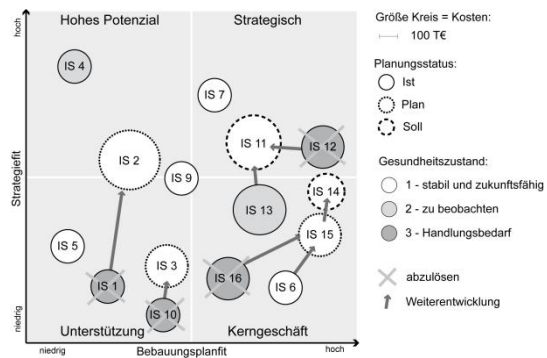 hoch
Hohes Potenzial
Strategisch
IS 4
IS 7
IS 11
IS 12
IS 2
IS 9
IS 14
IS 13
IS 15
IS 5
IS 3
IS 16
IS 1
IS 6
IS 10
Unterstützung
Kerngeschäft
Strategiefit
niedrig
niedrig
Bebauungsplanfit
hoch
Größe Kreis = Kosten:
100 T€
Planungsstatus:
Ist
Plan
Soll
Gesundheitszustand:
1 - stabil und zukunftsfähig
2 - zu beobachten
3 - Handlungsbedarf
abzulösen
Weiterentwicklung